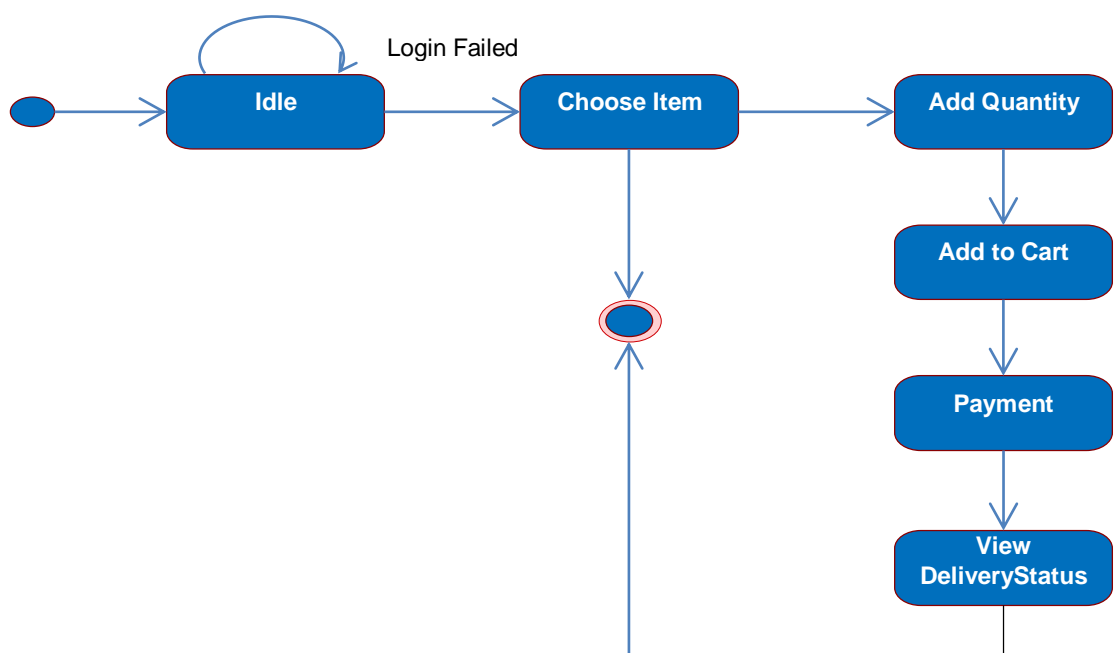 Login Failed
Idle
Choose Item
Add Quantity
Add to Cart
Payment
View
DeliveryStatus